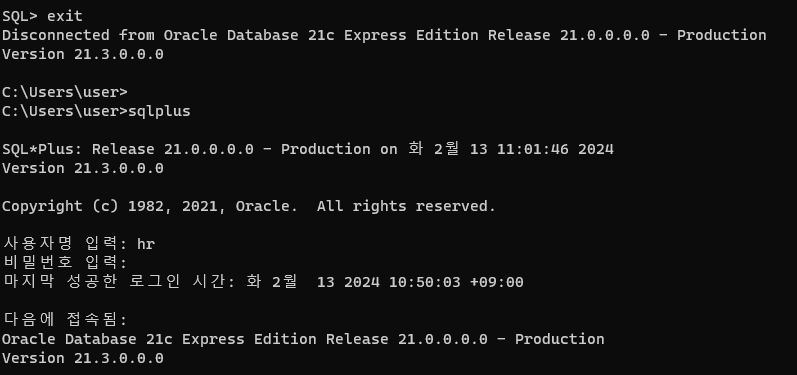 SQL> exit
Disconnected from Oracle Database 21c Express Edition Release 21.0.0.0.0 - Production
Version 21.3.0.0.0
C:\Users\user>
C:\Users\user>sqlplus
SQL*Plus: Release 21.0.0.0.0 - Production on 화 2월 13 11:01:46 2024
Version 21.3.0.0.0
Copyright (c) 1982, 2021, Oracle.  All rights reserved.
사용자명 입력: hr
비밀번호 입력:
마지막 성공한 로그인 시간: 화 2월  13 2024 10:50:03 +09:00
다음에 접속됨:
Oracle Database 21c Express Edition Release 21.0.0.0.0 - Production
Version 21.3.0.0.0